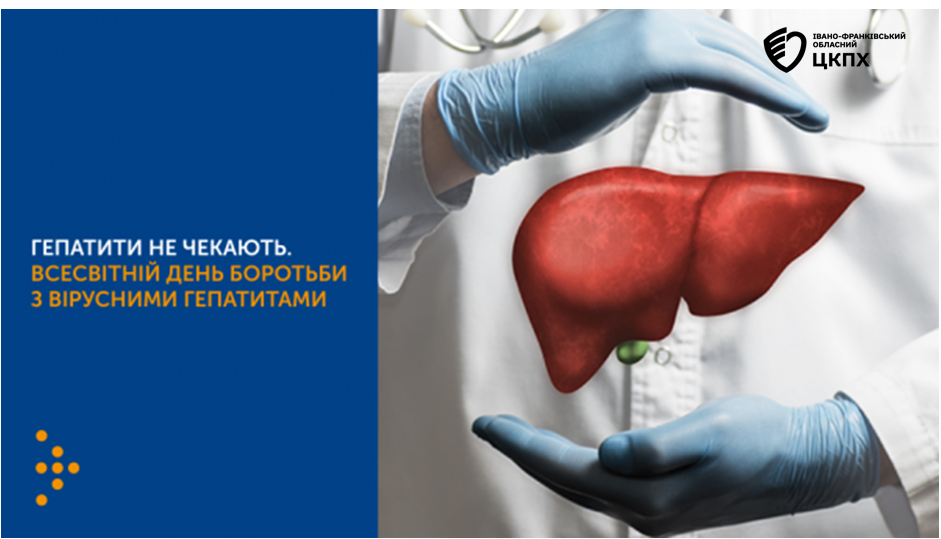 ГЕПАТИТИ НЕ ЧЕКАЮТЬ.
ВСЕСВІТНІЙ ДЕНЬ БОРОТЬБИ
З ВІРУСНИМИ ГЕПАТИТАМИ
ІВАНО-ФРАНКІВСЬКИЙ
ОБЛАСНИЙ
ЦКПХ